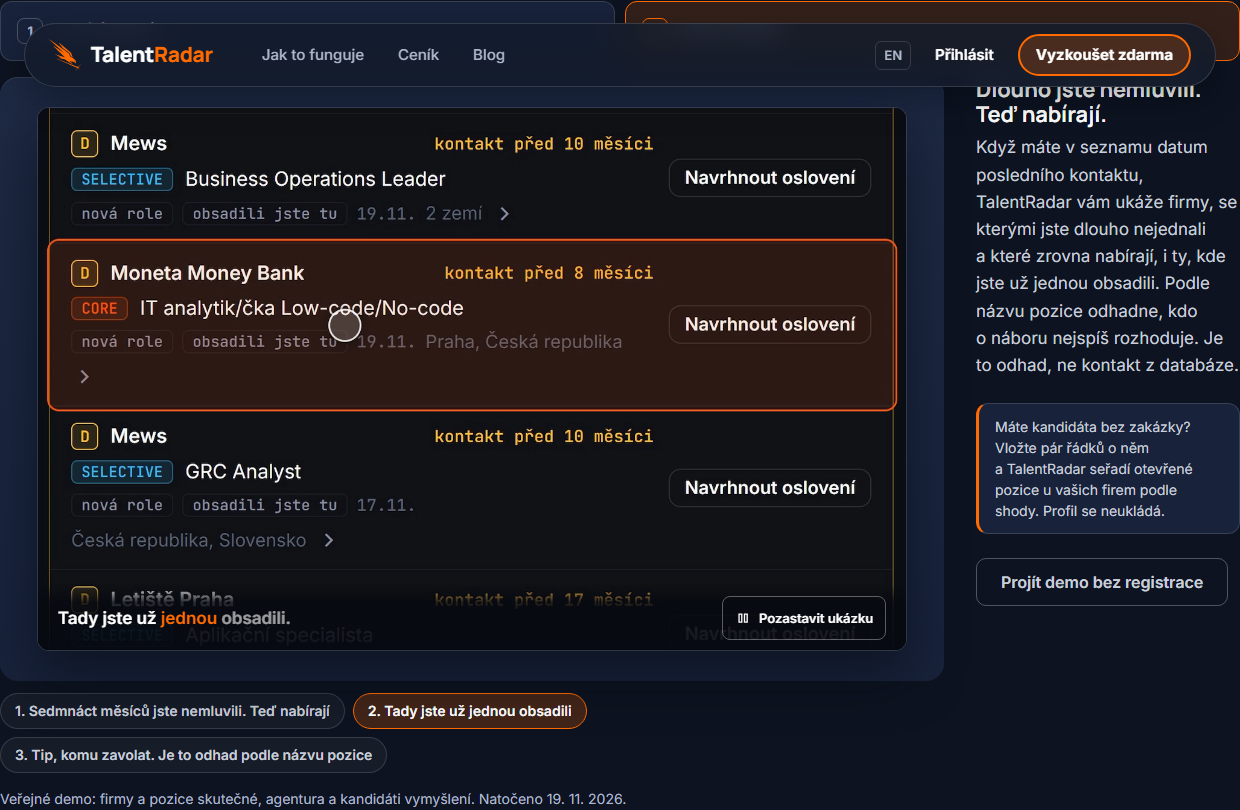 1
TalentRadar
Jak to funguje
Ceník
Blog
EN
Přihlásit
Vyzkoušet zdarma
D Mews
kontakt před 10 měsíci
SELECTIVE Business Operations Leader
Navrhnout oslovení
nová role obsadili jste tu 19.11. 2 zemí
D Moneta Money Bank
kontakt před 8 měsíci
CORE IT analytik/čka Low-code/No-code
Navrhnout oslovení
nová role obsadili jste tu 19.11. Praha, Česká republika
D Mews
kontakt před 10 měsíci
SELECTIVE GRC Analyst
Navrhnout oslovení
nová role obsadili jste tu 17.11.
Česká republika, Slovensko
D Letiště Praha
kontakt před 17 měsíci
SELECTIVE Aplikační specialista
Navrhnout oslovení
Tady jste už jednou obsadili.
Pozastavit ukázku
Dlouho jste nemluvili.
Teď nabírají.
Když máte v seznamu datum
posledního kontaktu,
TalentRadar vám ukáže firmy, se
kterými jste dlouho nejednali
a které zrovna nabírají, i ty, kde
jste už jednou obsadili. Podle
názvu pozice odhadne, kdo
o náboru nejspíš rozhoduje. Je
to odhad, ne kontakt z databáze.
Máte kandidáta bez zakázky?
Vložte pár řádků o něm
a TalentRadar seřadí otevřené
pozice u vašich firem podle
shody. Profil se neukládá.
Projít demo bez registrace
1. Sedmnáct měsíců jste nemluvili. Teď nabírají
2. Tady jste už jednou obsadili
3. Tip, komu zavolat. Je to odhad podle názvu pozice
Veřejné demo: firmy a pozice skutečné, agentura a kandidáti vymyšlení. Natočeno 19. 11. 2026.